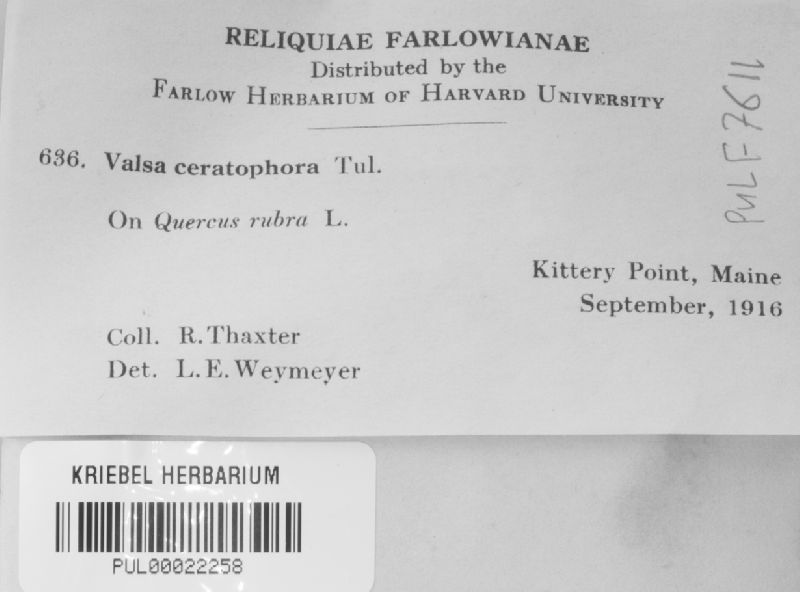 RELIQUIAE FARLOWIANAE
Distributed by the
FARLOW HERBARIUM OF HARVARD UNIVERSITY
636. Valsa ceratophora Tul.
On Quercus rubra L.
Kittery Point, Maine
September, 1916
Coll. R. Thaxter
Det. L. E. Weymeyer
PUL F7611
KRIEBEL HERBARIUM
PUL00022258